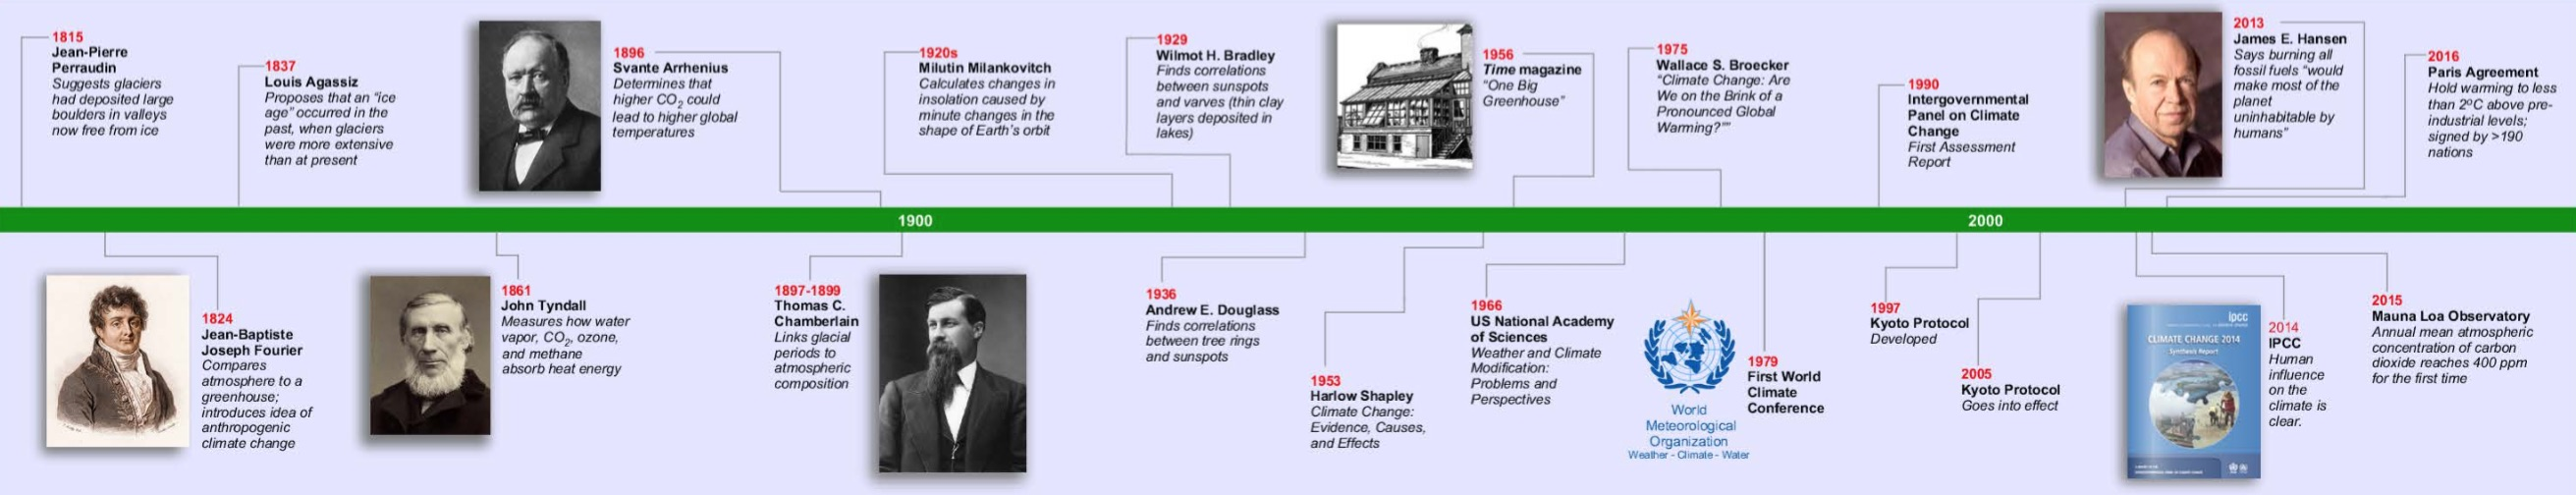 1815
Jean-Pierre
Perraudin
Suggests glaciers
had deposited large
boulders in valleys
now free from ice
1837
Louis Agassiz
Proposes that an “ice
age” occurred in the
past, when glaciers
were more extensive
than at present
1896
Svante Arrhenius
Determines that
higher CO₂ could
lead to higher global
temperatures
1920s
Milutin Milankovitch
Calculates changes in
insolation caused by
minute changes in the
shape of Earth’s orbit
1929
Wilmot H. Bradley
Finds correlations
between sunspots
and varves (thin clay
layers deposited in
lakes)
1956
Time magazine
“One Big
Greenhouse”
1975
Wallace S. Broecker
“Climate Change: Are
We on the Brink of a
Pronounced Global
Warming?””
1990
Intergovernmental
Panel on Climate
Change
First Assessment
Report
2013
James E. Hansen
Says burning all
fossil fuels “would
make most of the
planet
uninhabitable by
humans”
2016
Paris Agreement
Hold warming to less
than 2ºC above pre-
industrial levels;
signed by >190
nations
1900
2000
1824
Jean-Baptiste
Joseph Fourier
Compares
atmosphere to a
greenhouse;
introduces idea of
anthropogenic
climate change
1861
John Tyndall
Measures how water
vapor, CO₂, ozone,
and methane
absorb heat energy
1897-1899
Thomas C.
Chamberlain
Links glacial
periods to
atmospheric
composition
1936
Andrew E. Douglass
Finds correlations
between tree rings
and sunspots
1953
Harlow Shapley
Climate Change:
Evidence, Causes,
and Effects
1966
US National Academy
of Sciences
Weather and Climate
Modification:
Problems and
Perspectives
World
Meteorological
Organization
Weather - Climate - Water
1979
First World
Climate
Conference
1997
Kyoto Protocol
Developed
2005
Kyoto Protocol
Goes into effect
ipcc
CLIMATE CHANGE 2014
Synthesis Report
2014
IPCC
Human
influence
on the
climate is
clear.
2015
Mauna Loa Observatory
Annual mean atmospheric
concentration of carbon
dioxide reaches 400 ppm
for the first time